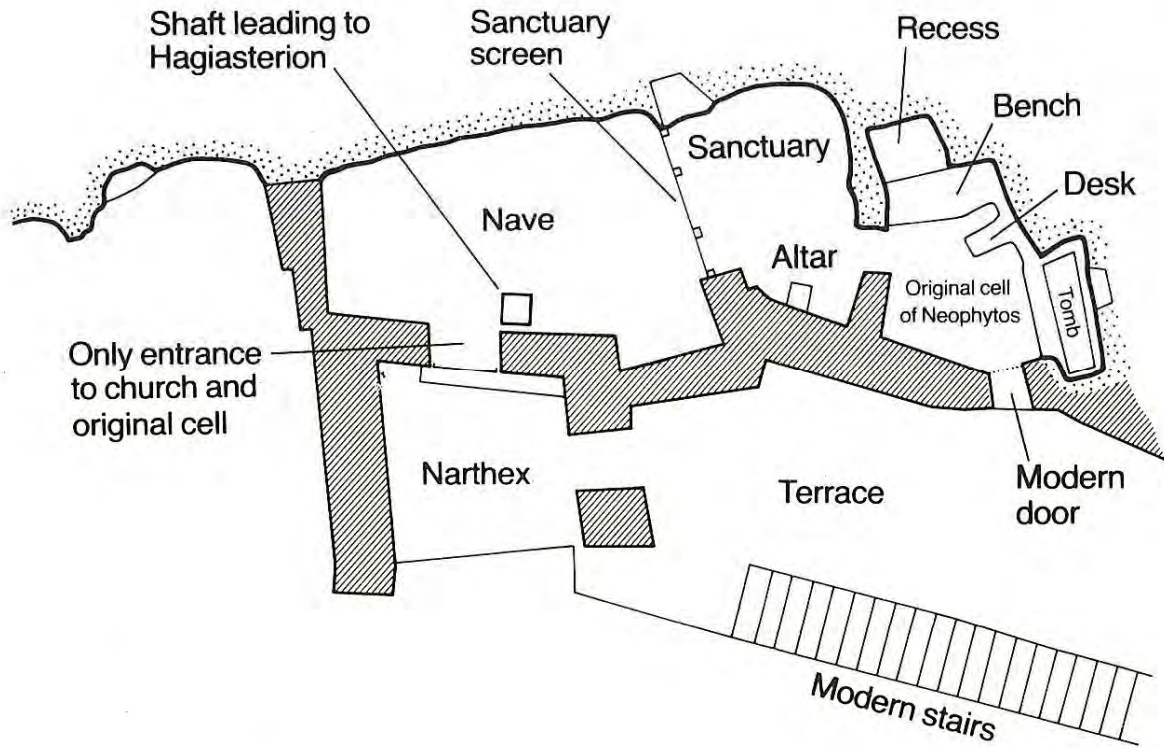 Shaft leading to
Hagiasterion
Sanctuary
screen
Recess
Bench
Desk
Sanctuary
Nave
Altar
Original cell
of Neophytos
Tomb
Only entrance
to church and
original cell
Narthex
Terrace
Modern
door
Modern stairs